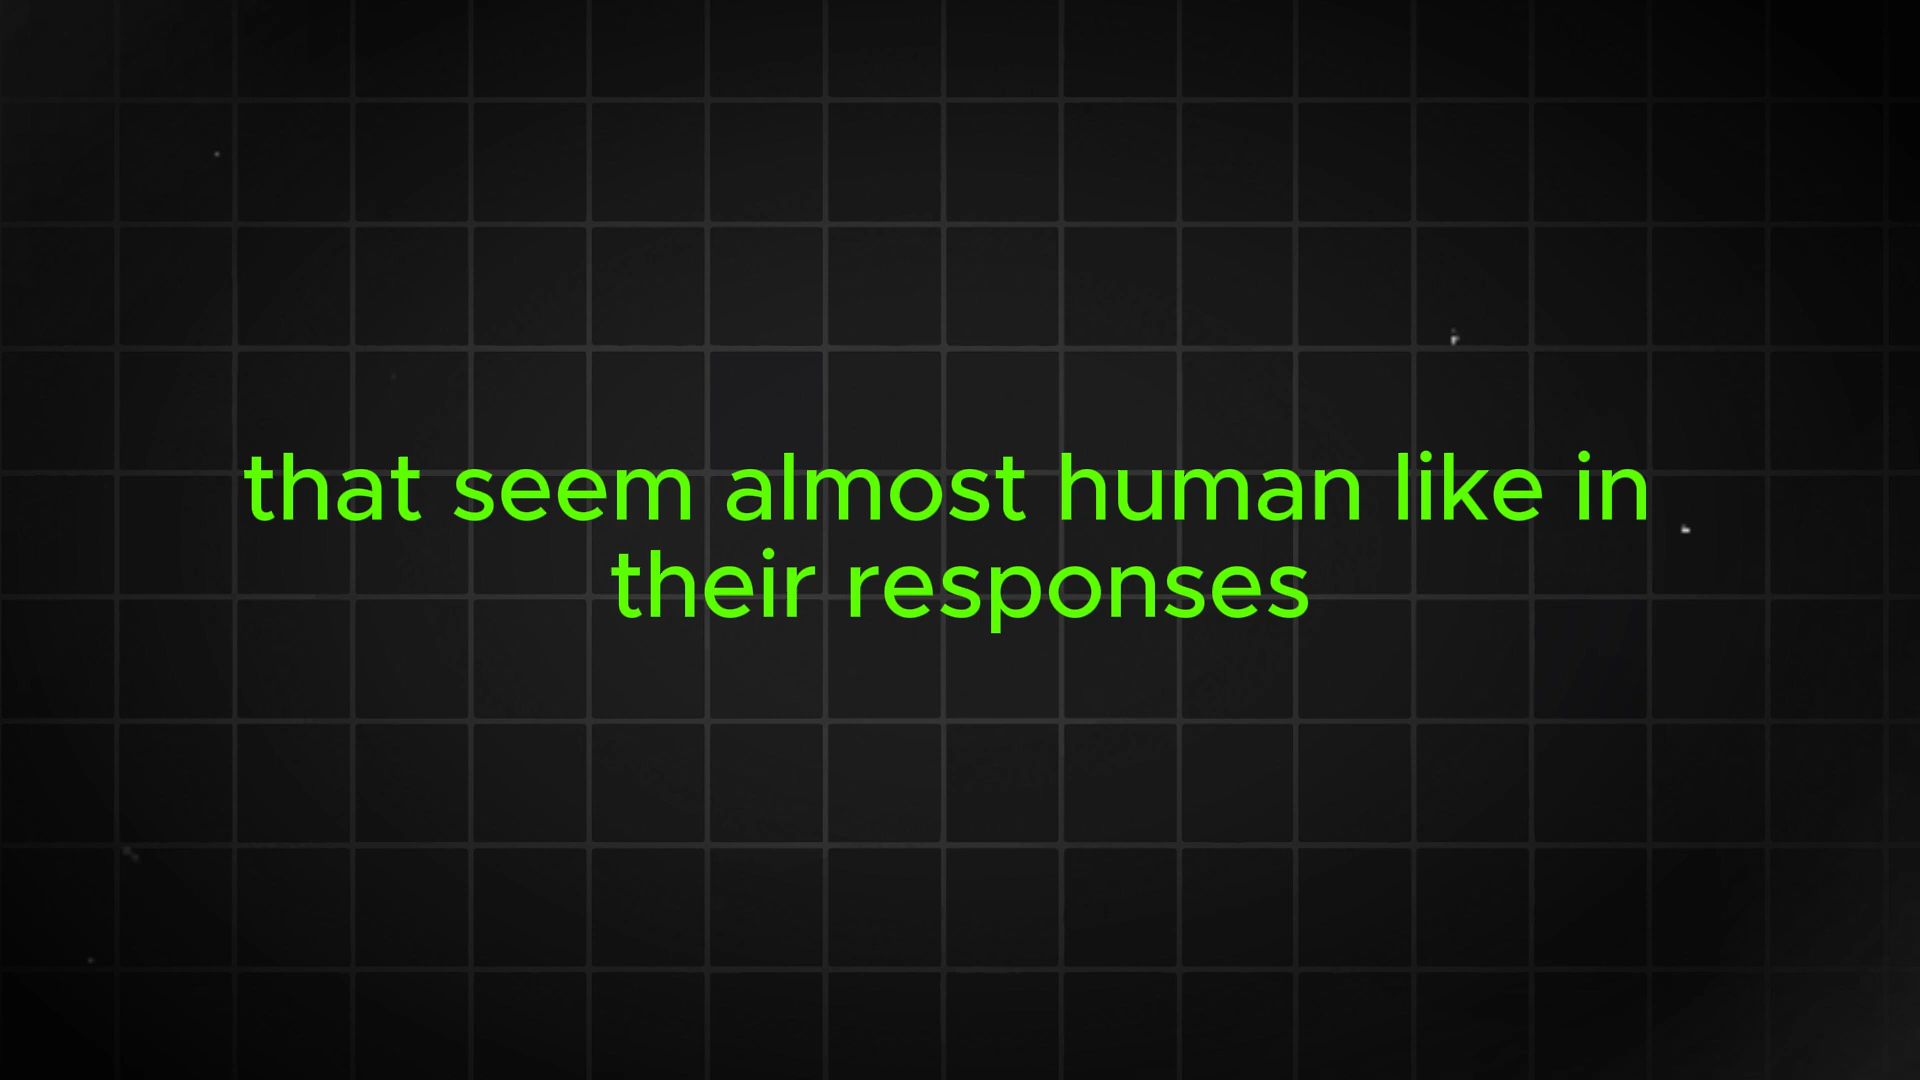 that seem almost human like in
their responses